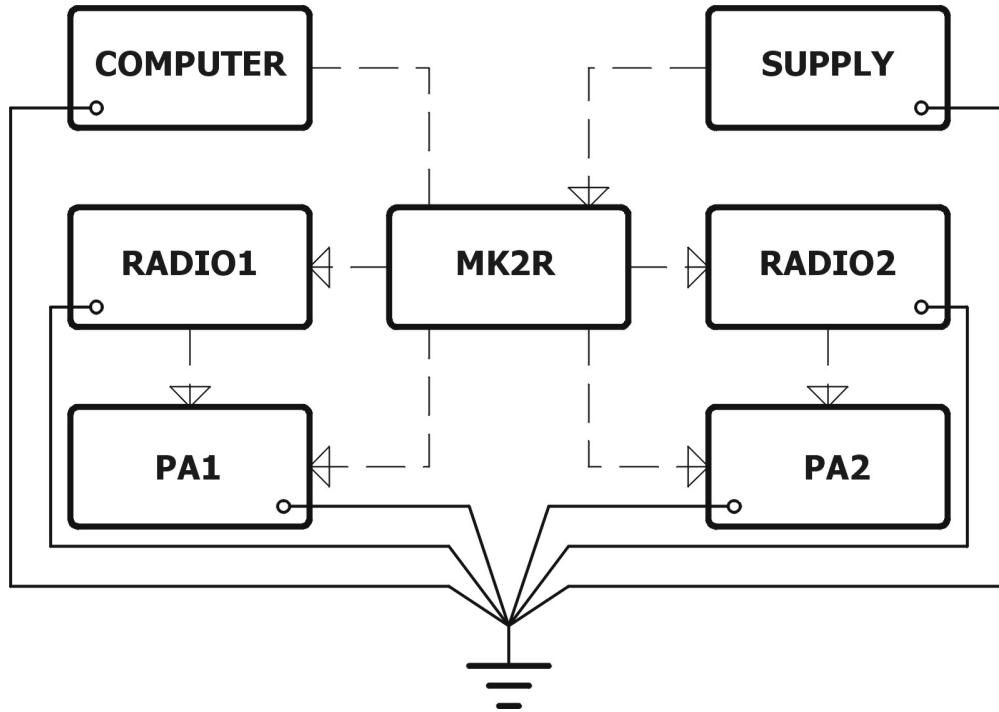 COMPUTER
SUPPLY
RADIO1
MK2R
RADIO2
PA1
PA2